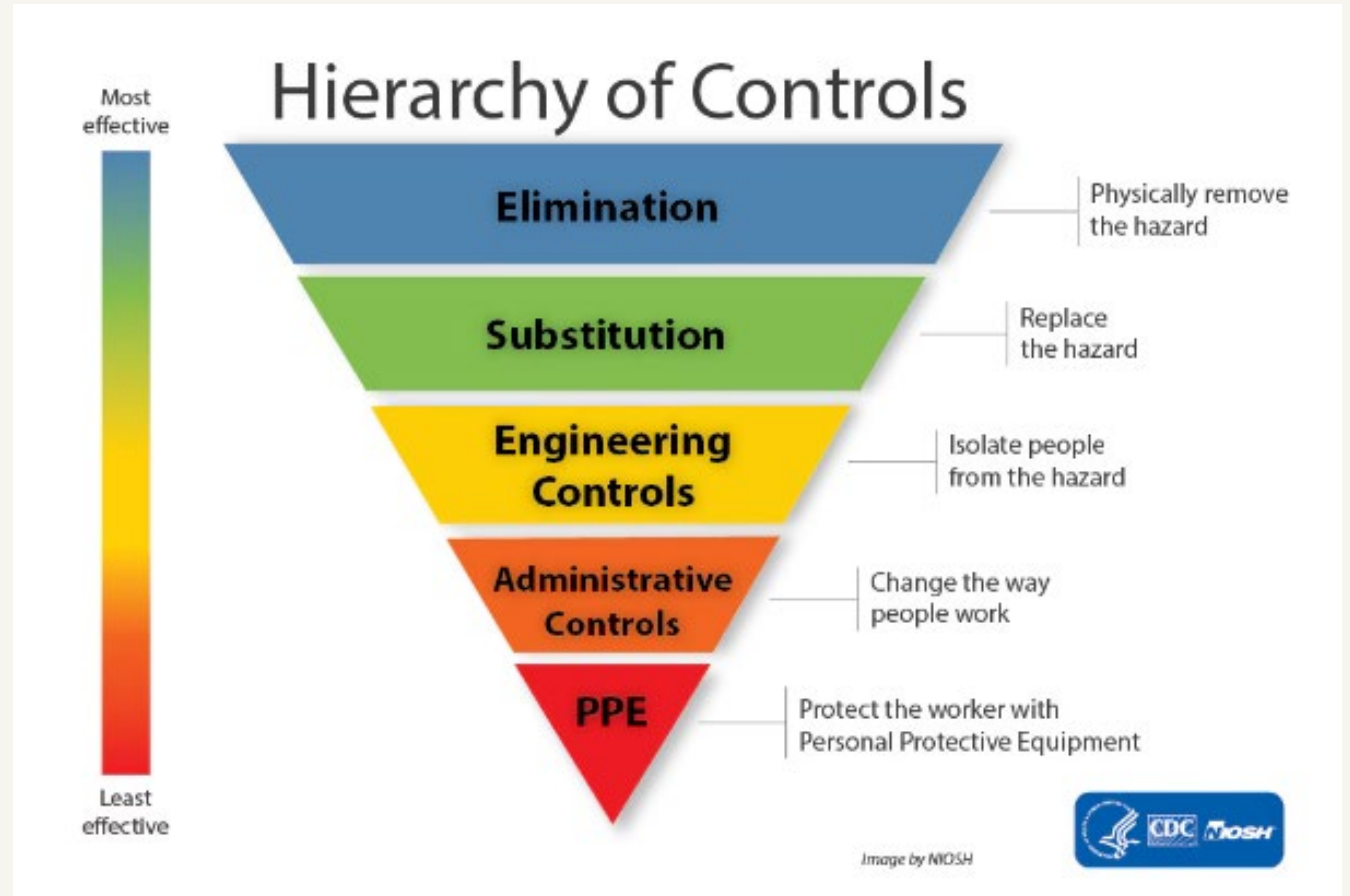 Hierarchy of Controls
Most
effective
Elimination
Physically remove
the hazard
Substitution
Replace
the hazard
Engineering
Controls
Isolate people
from the hazard
Administrative
Controls
Change the way
people work
PPE
Protect the worker with
Personal Protective Equipment
Least
effective
Image by NIOSH
CDC NIOSH